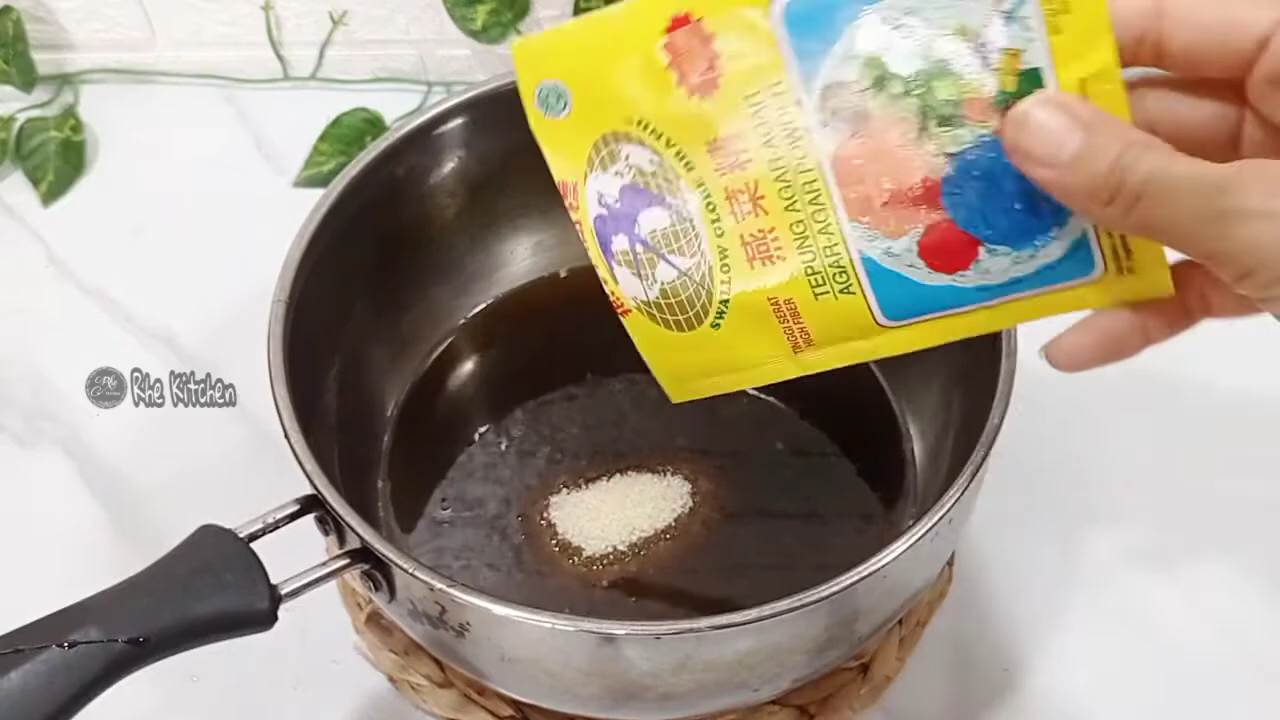 SWALLOW GLOBE BRAND
燕菜精
TEPUNG AGAR-AGAR
AGAR-AGAR POWDER
TINGGI SERAT
HIGH FIBER
Rhe Kitchen